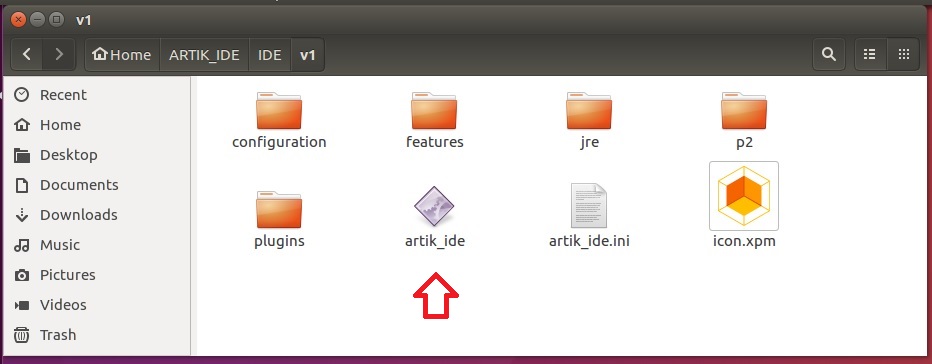 v1
Home ARTIK_IDE IDE v1
Recent
Home
Desktop
Documents
Downloads
Music
Pictures
Videos
Trash
configuration features jre p2
plugins artik_ide artik_ide.ini icon.xpm